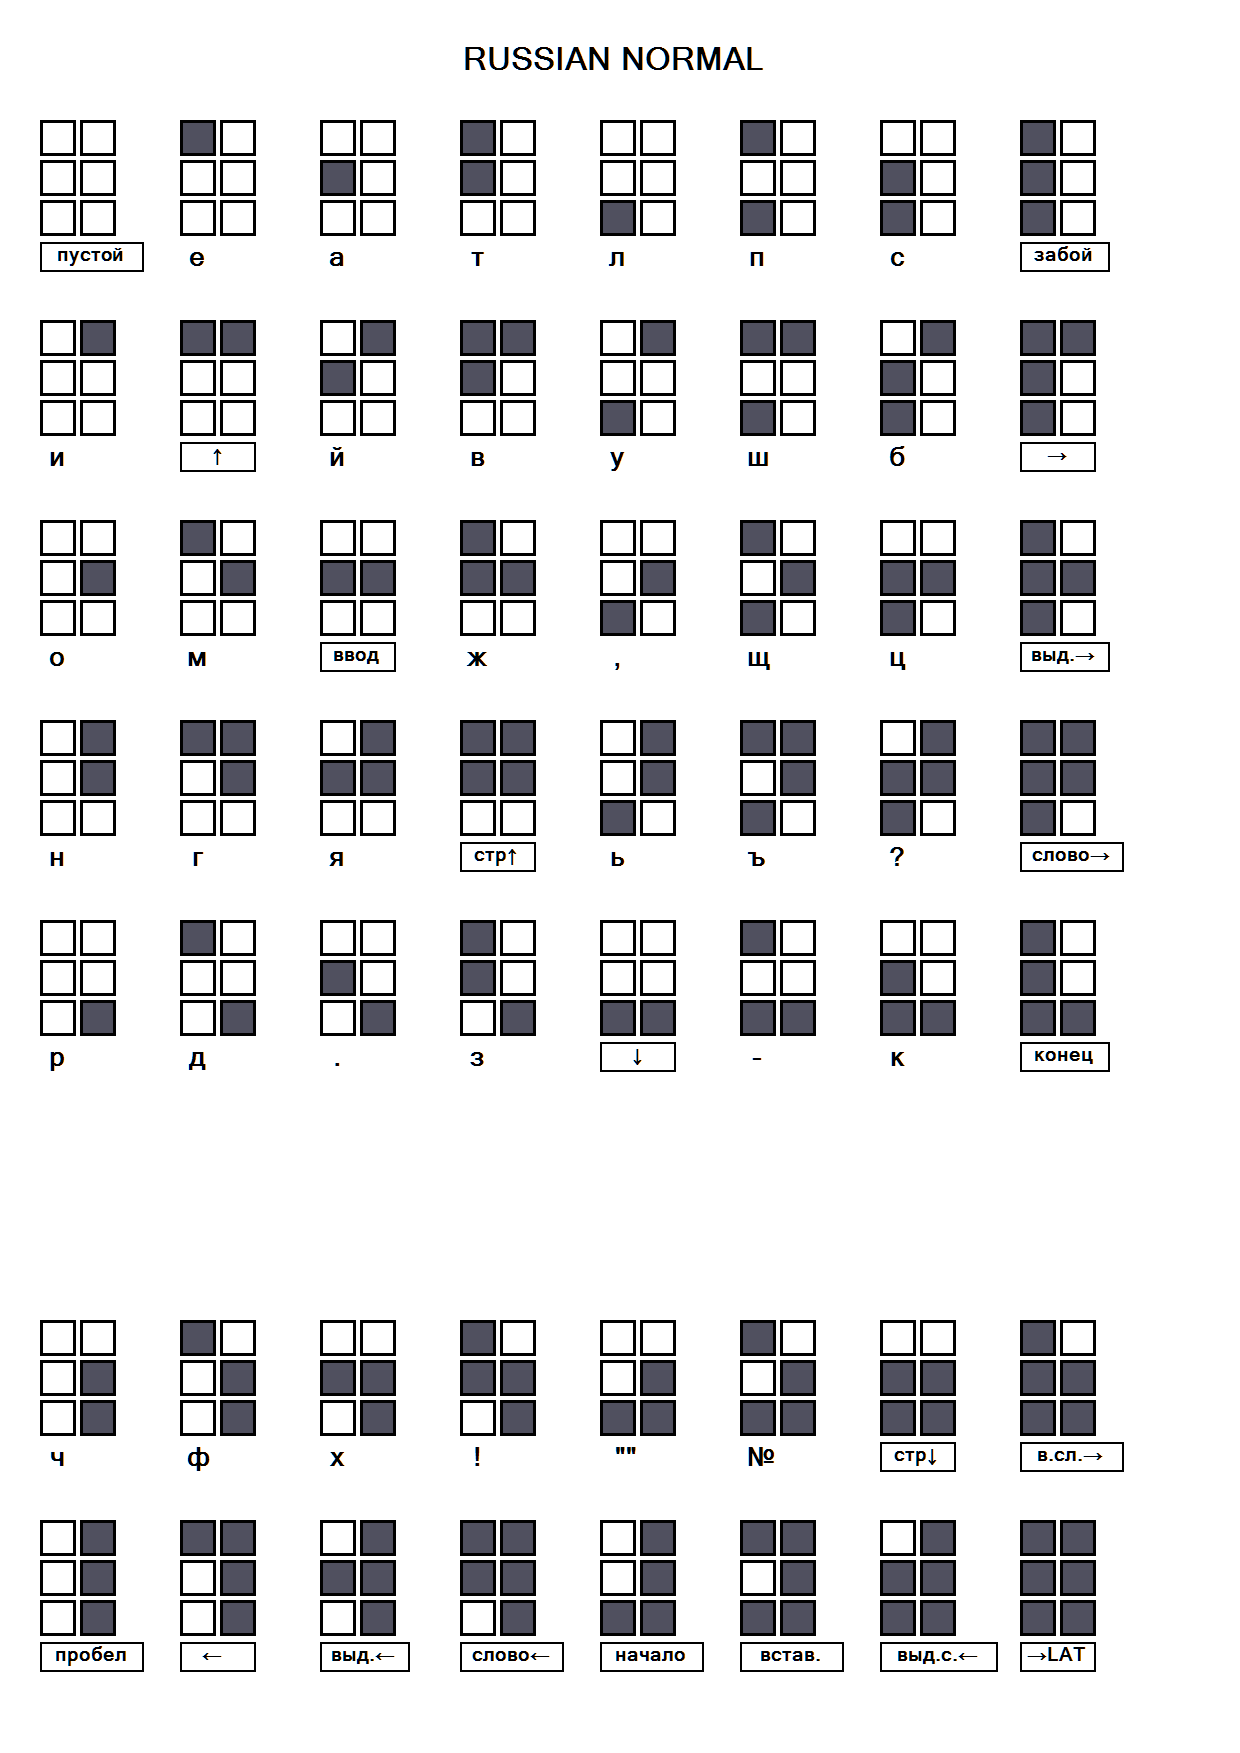 RUSSIAN NORMAL
пустой е а т л п с забой
и ↑ й в у ш б →
о м ввод ж , щ ц выд.→
н г я стр↑ ь ъ ? слово→
р д . з ↓ - к конец
ч ф х ! "" № стр↓ в.сл.→
пробел ← выд.← слово← начало встав. выд.с.← →LAT